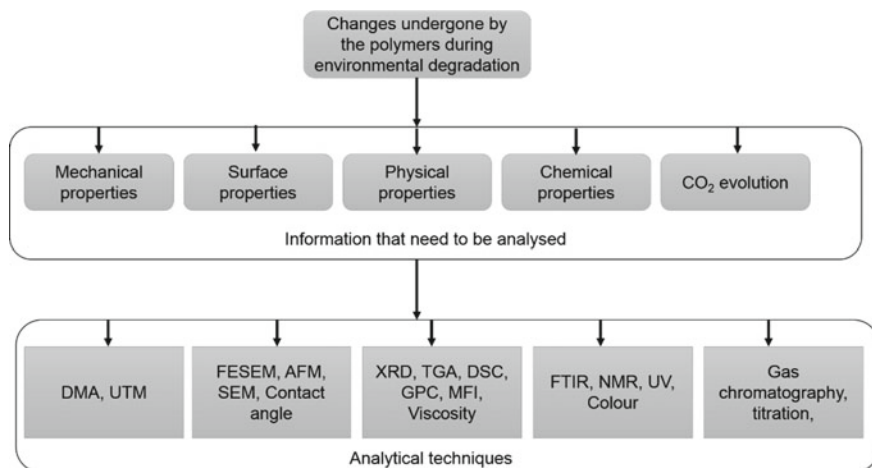 Changes undergone by
the polymers during
environmental degradation
Mechanical
properties
Surface
properties
Physical
properties
Chemical
properties
CO₂ evolution
Information that need to be analysed
DMA, UTM
FESEM, AFM,
SEM, Contact
angle
XRD, TGA, DSC,
GPC, MFI,
Viscosity
FTIR, NMR, UV,
Colour
Gas
chromatography,
titration,
Analytical techniques